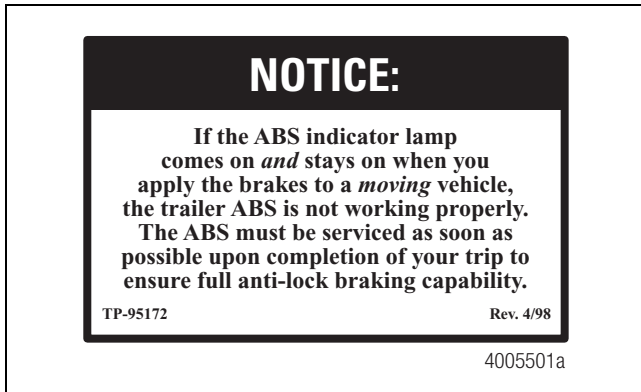 NOTICE:
If the ABS indicator lamp
comes on and stays on when you
apply the brakes to a moving vehicle,
the trailer ABS is not working properly.
The ABS must be serviced as soon as
possible upon completion of your trip to
ensure full anti-lock braking capability.
TP-95172 Rev. 4/98
4005501a